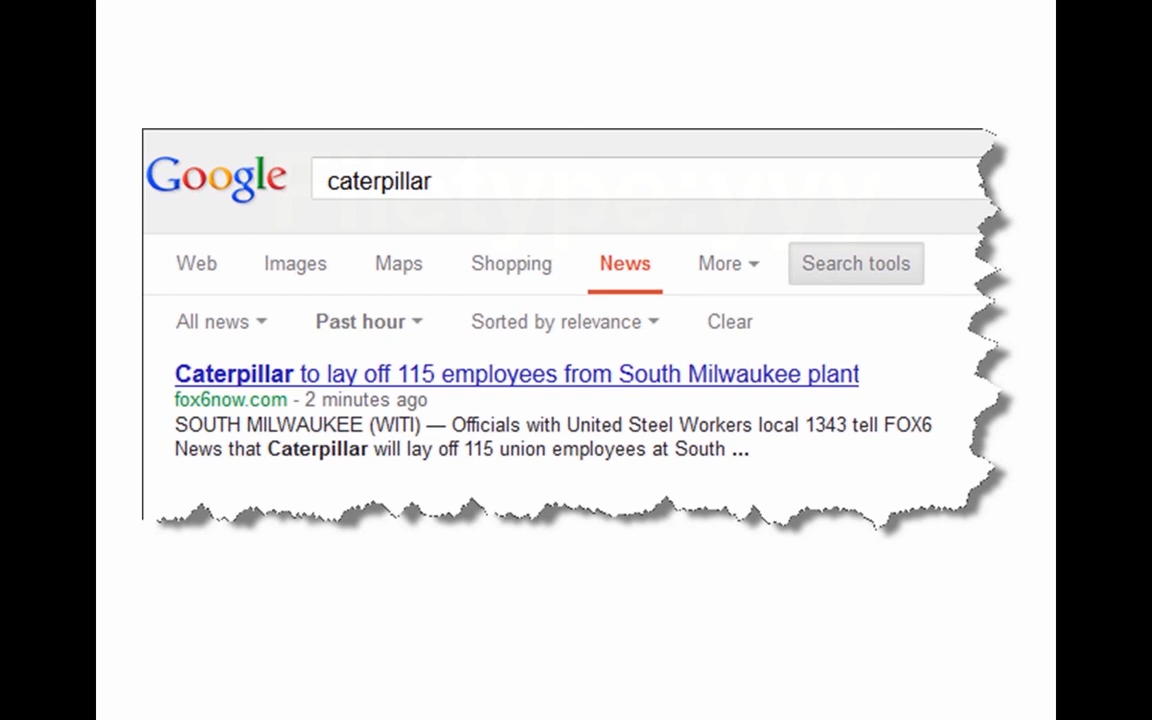 Google caterpillar
Web Images Maps Shopping News More Search tools
All news Past hour Sorted by relevance Clear
Caterpillar to lay off 115 employees from South Milwaukee plant
fox6now.com - 2 minutes ago
SOUTH MILWAUKEE (WITI) — Officials with United Steel Workers local 1343 tell FOX6
News that Caterpillar will lay off 115 union employees at South ...